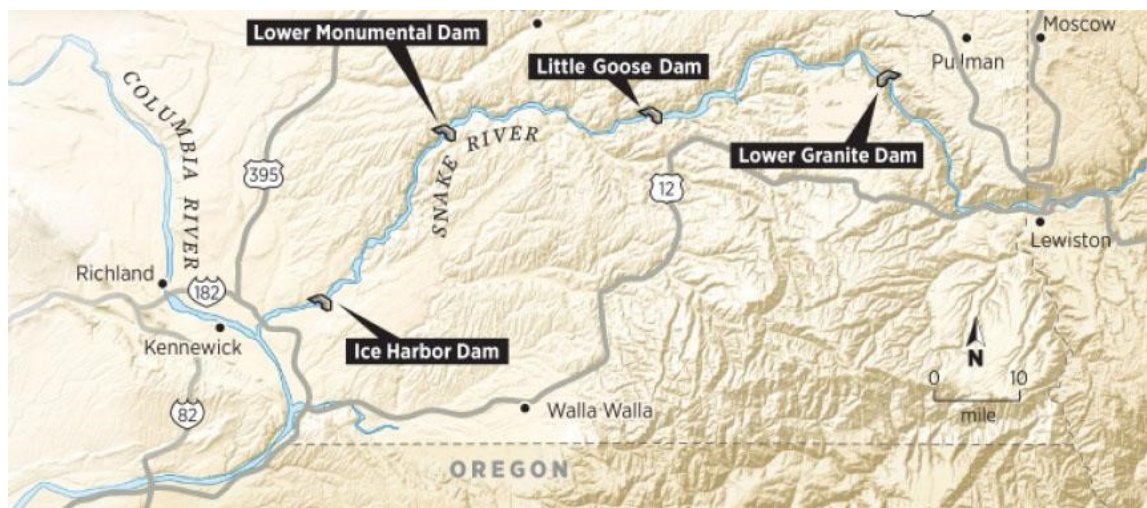 Lower Monumental Dam
Moscow
Little Goose Dam
Pullman
COLUMBIA RIVER
SNAKE RIVER
Lower Granite Dam
395
12
Lewiston
Richland
182
Kennewick
Ice Harbor Dam
N
0 10
mile
82
Walla Walla
OREGON